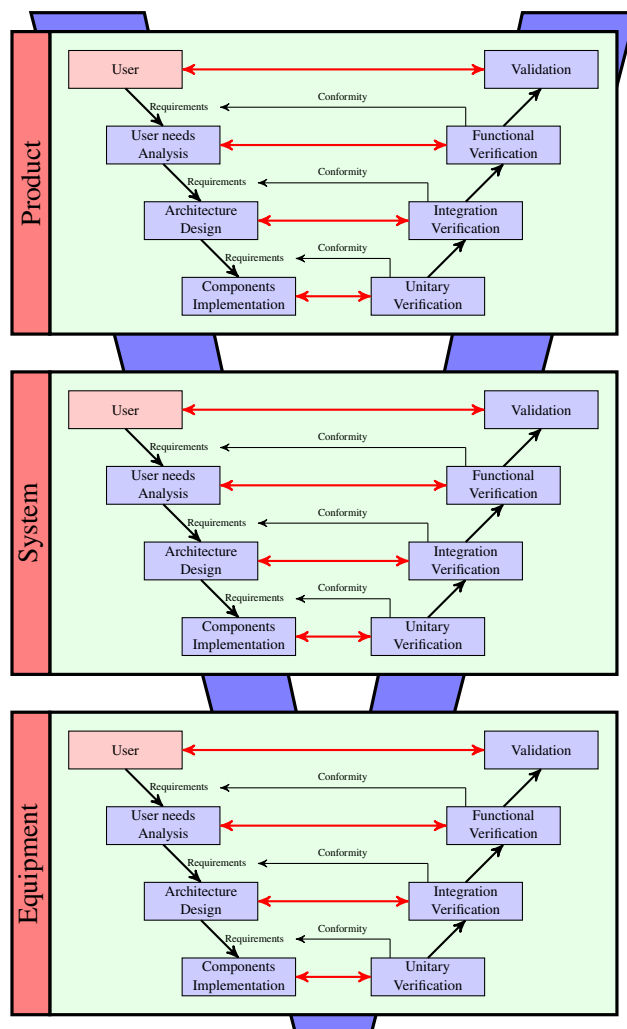 Product
User
Validation
Requirements
Conformity
User needs
Analysis
Functional
Verification
Requirements
Conformity
Architecture
Design
Integration
Verification
Requirements
Conformity
Components
Implementation
Unitary
Verification
System
User
Validation
Requirements
Conformity
User needs
Analysis
Functional
Verification
Requirements
Conformity
Architecture
Design
Integration
Verification
Requirements
Conformity
Components
Implementation
Unitary
Verification
Equipment
User
Validation
Requirements
Conformity
User needs
Analysis
Functional
Verification
Requirements
Conformity
Architecture
Design
Integration
Verification
Requirements
Conformity
Components
Implementation
Unitary
Verification